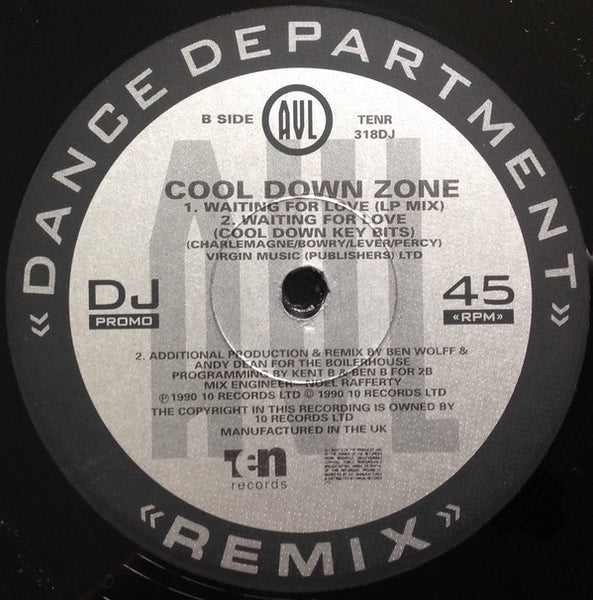 «DANCE DEPARTMENT»
B SIDE
AVL
TENR
318DJ
COOL DOWN ZONE
1. WAITING FOR LOVE (LP MIX)
2. WAITING FOR LOVE
(COOL DOWN KEY BITS)
(CHARLEMAGNE/BOWRY/LEVER/PERCY)
VIRGIN MUSIC (PUBLISHERS) LTD
DJ
PROMO
45
«RPM»
2. ADDITIONAL PRODUCTION & REMIX BY BEN WOLFF &
ANDY DEAN FOR THE BOILERHOUSE
PROGRAMMING BY KENT B & BEN B FOR 2B
MIX ENGINEER - NOEL RAFFERTY
℗ 1990 10 RECORDS LTD © 1990 10 RECORDS LTD
THE COPYRIGHT IN THIS RECORDING IS OWNED BY
10 RECORDS LTD
MANUFACTURED IN THE UK
Ten
records
«REMIX»